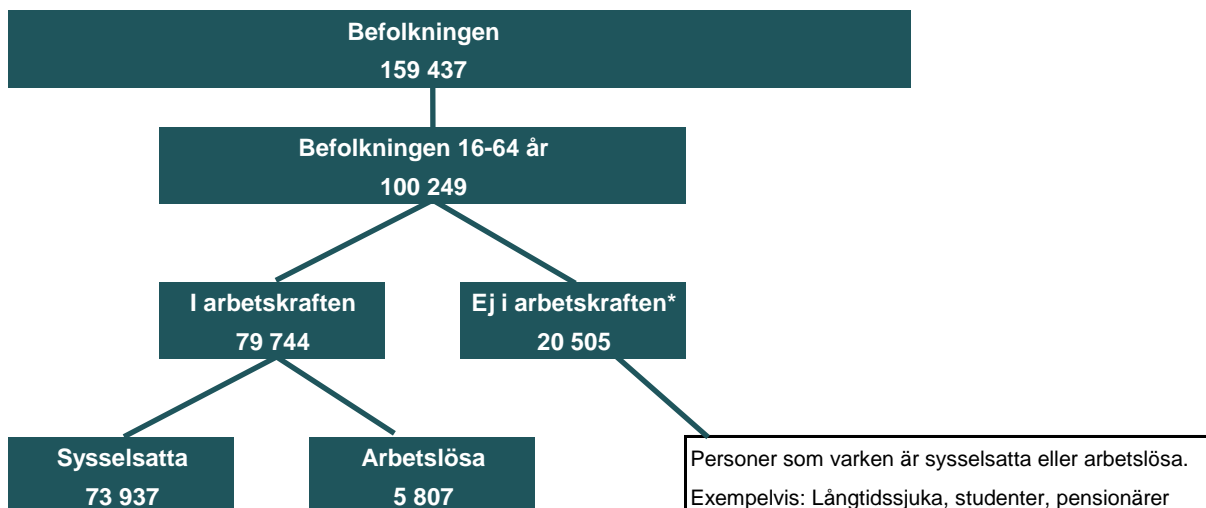 Befolkningen
159 437
Befolkningen 16-64 år
100 249
I arbetskraften
79 744
Ej i arbetskraften*
20 505
Sysselsatta
73 937
Arbetslösa
5 807
Personer som varken är sysselsatta eller arbetslösa.
Exempelvis: Långtidssjuka, studenter, pensionärer